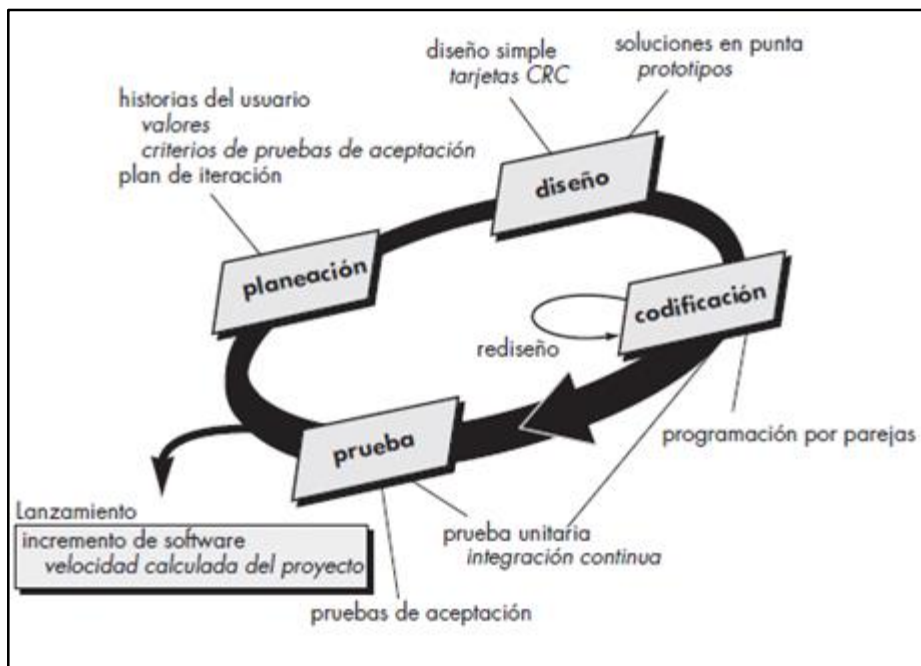 diseño simple
tarjetas CRC
soluciones en punta
prototipos
historias del usuario
valores
criterios de pruebas de aceptación
plan de iteración
diseño
planeación
codificación
rediseño
prueba
programación por parejas
Lanzamiento
incremento de software
velocidad calculada del proyecto
prueba unitaria
integración continua
pruebas de aceptación